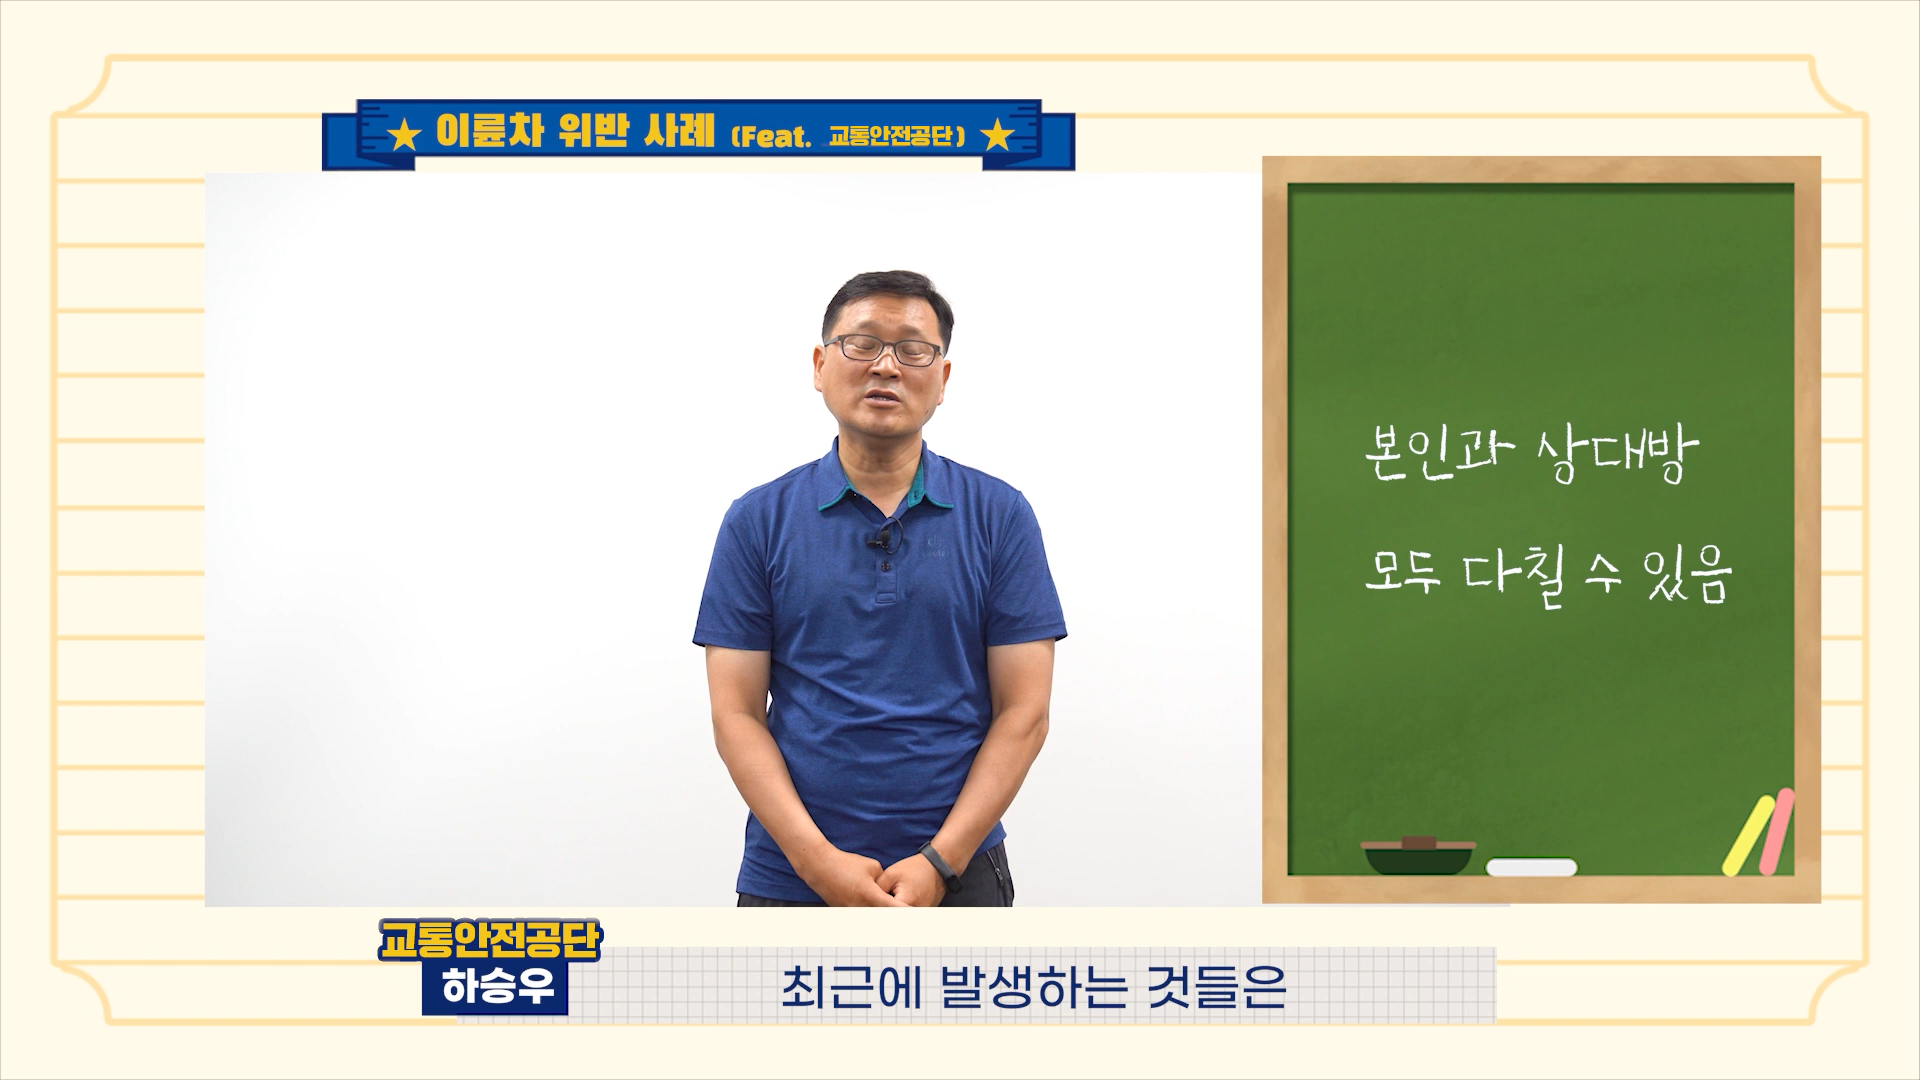 이륜차 위반 사례 (Feat. 교통안전공단)
본인과 상대방
모두 다칠 수 있음
교통안전공단
하승우
최근에 발생하는 것들은